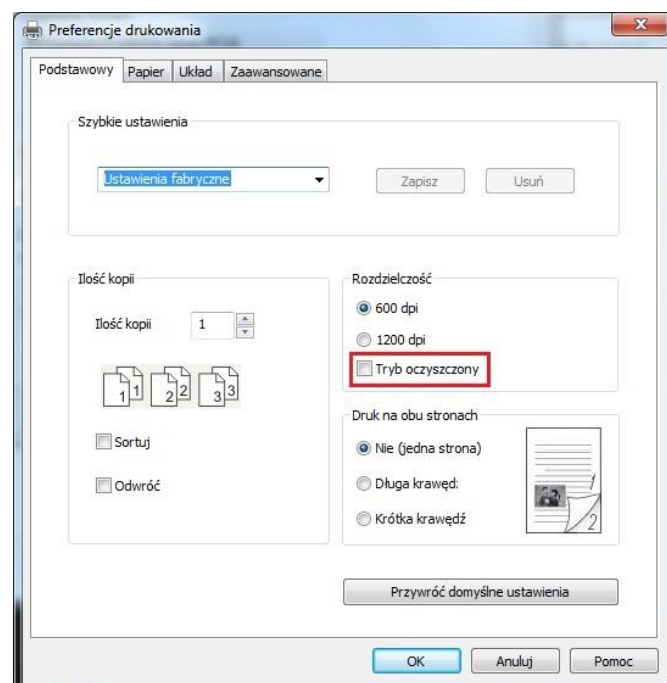 Preferencje drukowania
Podstawowy Papier Układ Zaawansowane
Szybkie ustawienia
Ustawienia fabryczne
Zapisz Usuń
Ilość kopii
Ilość kopii 1
1 1 2 2 3 3
Sortuj
Odwróć
Rozdzielczość
600 dpi
1200 dpi
Tryb oczyszczony
Druk na obu stronach
Nie (jedna strona)
Długa krawęd:
Krótka krawędź
1
2
Przywróć domyślne ustawienia
OK Anuluj Pomoc